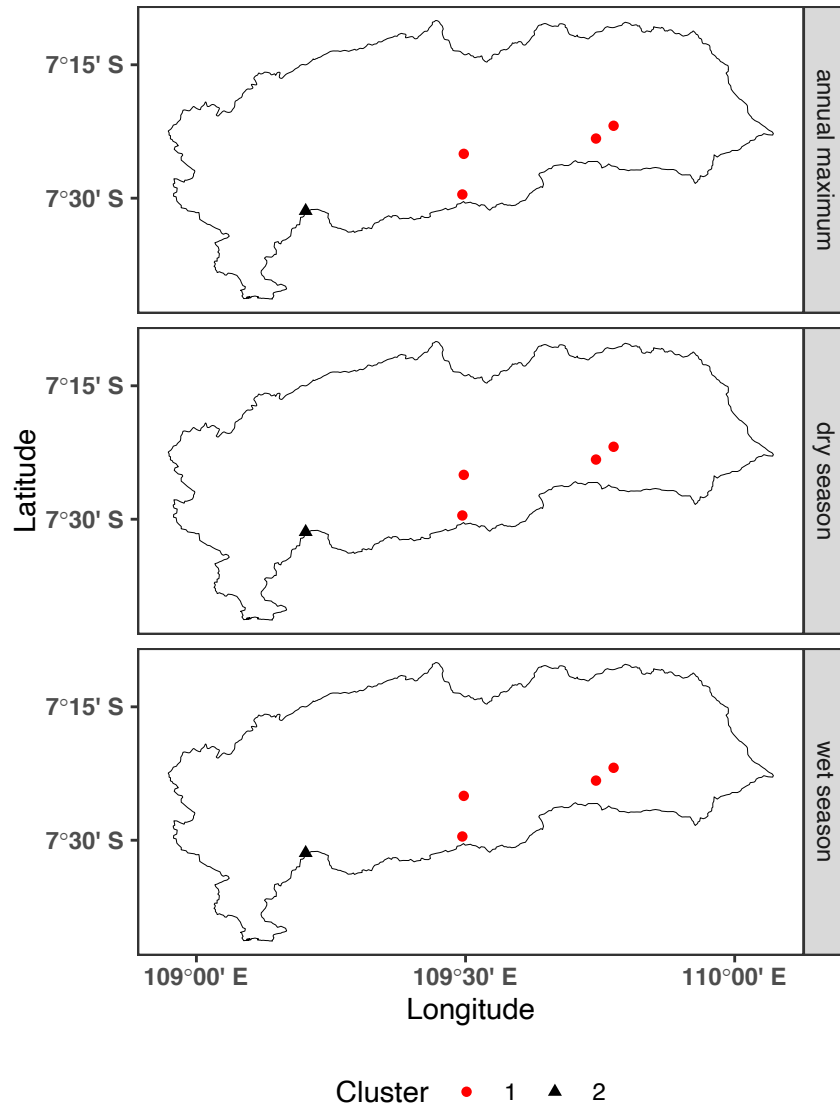 7°15' S
7°30' S
annual maximum
7°15' S
7°30' S
dry season
7°15' S
7°30' S
wet season
Latitude
109°00' E 109°30' E 110°00' E
Longitude
Cluster 1 2